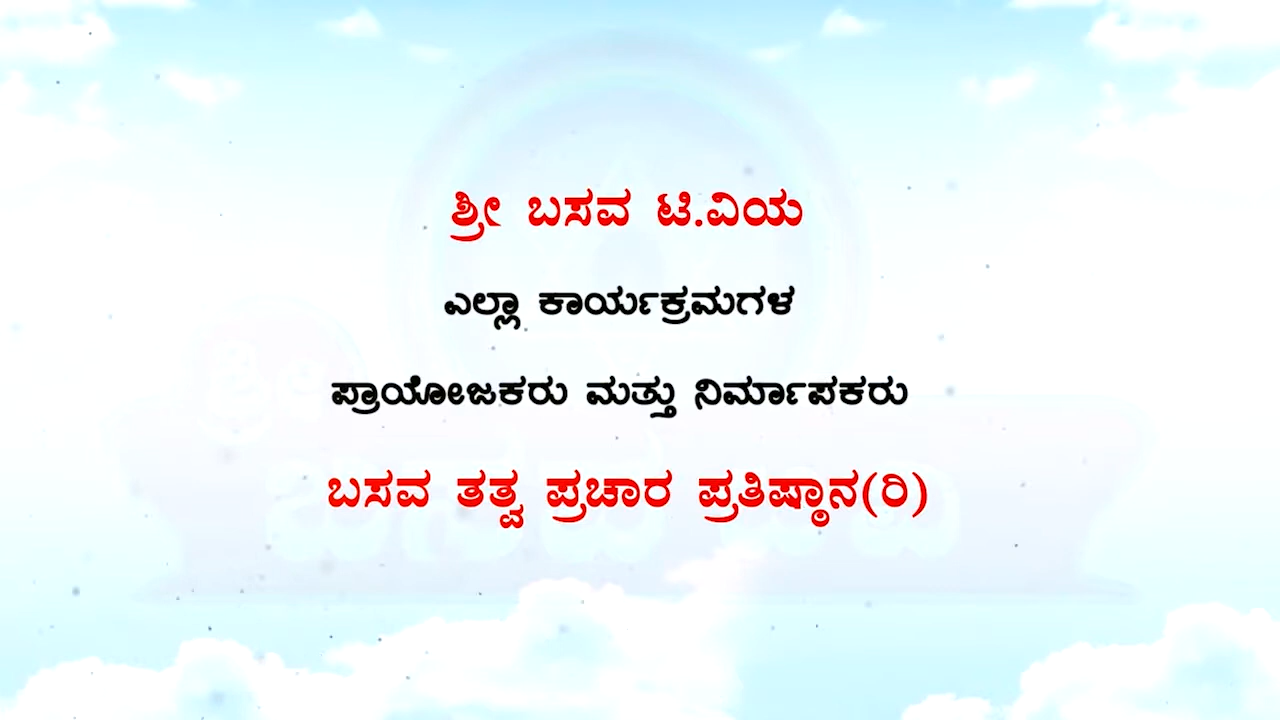 ಶ್ರೀ ಬಸವ ಟಿ.ವಿಯ
ಎಲ್ಲಾ ಕಾರ್ಯಕ್ರಮಗಳ
ಪ್ರಾಯೋಜಕರು ಮತ್ತು ನಿರ್ಮಾಪಕರು
ಬಸವ ತತ್ವ ಪ್ರಚಾರ ಪ್ರತಿಷ್ಠಾನ(ರಿ)